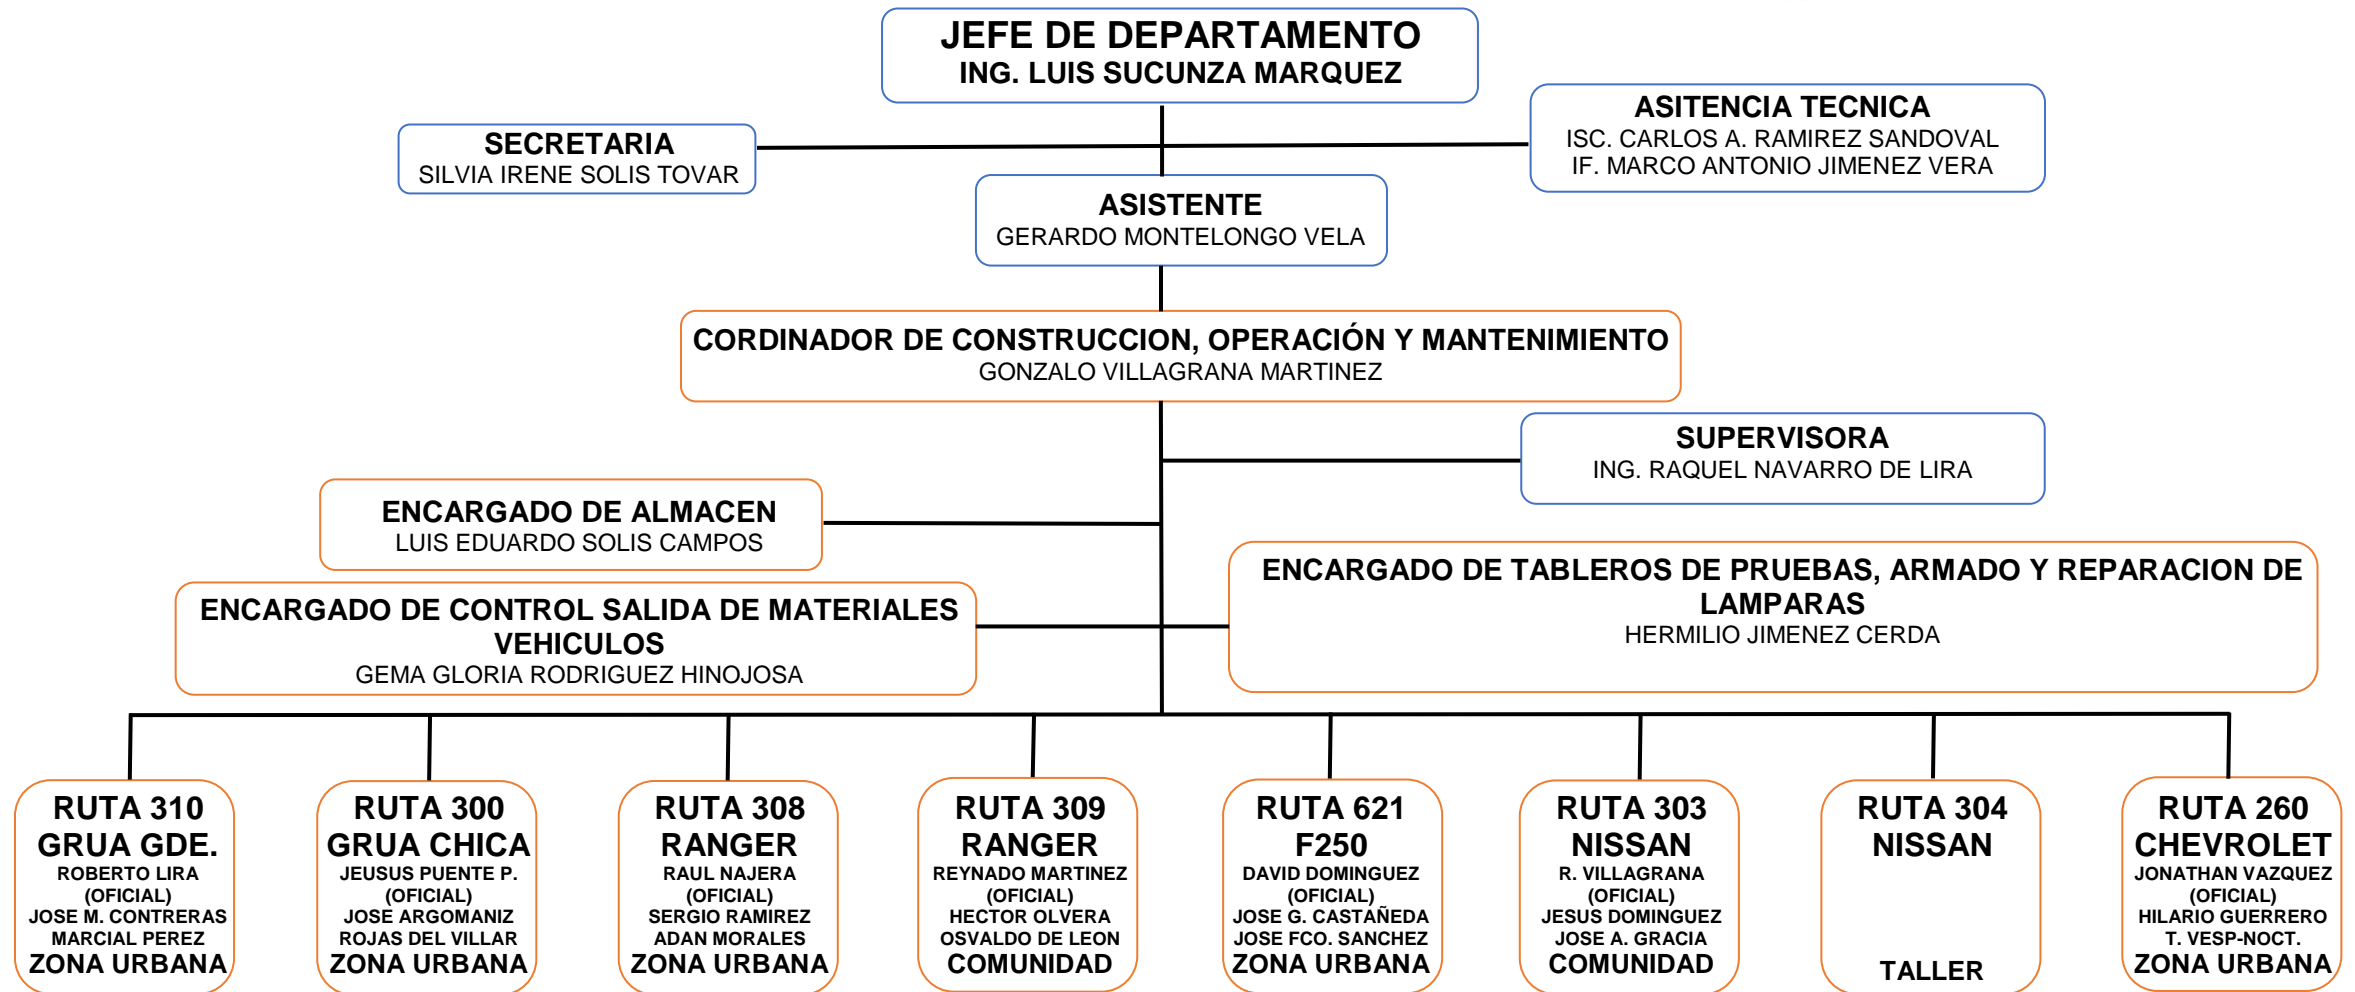 JEFE DE DEPARTAMENTO
ING. LUIS SUCUNZA MARQUEZ
ASITENCIA TECNICA
ISC. CARLOS A. RAMIREZ SANDOVAL
IF. MARCO ANTONIO JIMENEZ VERA
SECRETARIA
SILVIA IRENE SOLIS TOVAR
ASISTENTE
GERARDO MONTELONGO VELA
CORDINADOR DE CONSTRUCCION, OPERACIÓN Y MANTENIMIENTO
GONZALO VILLAGRANA MARTINEZ
SUPERVISORA
ING. RAQUEL NAVARRO DE LIRA
ENCARGADO DE ALMACEN
LUIS EDUARDO SOLIS CAMPOS
ENCARGADO DE TABLEROS DE PRUEBAS, ARMADO Y REPARACION DE
LAMPARAS
HERMILIO JIMENEZ CERDA
ENCARGADO DE CONTROL SALIDA DE MATERIALES
VEHICULOS
GEMA GLORIA RODRIGUEZ HINOJOSA
RUTA 310
GRUA GDE.
ROBERTO LIRA
(OFICIAL)
JOSE M. CONTRERAS
MARCIAL PEREZ
ZONA URBANA
RUTA 300
GRUA CHICA
JEUSUS PUENTE P.
(OFICIAL)
JOSE ARGOMANIZ
ROJAS DEL VILLAR
ZONA URBANA
RUTA 308
RANGER
RAUL NAJERA
(OFICIAL)
SERGIO RAMIREZ
ADAN MORALES
ZONA URBANA
RUTA 309
RANGER
REYNADO MARTINEZ
(OFICIAL)
HECTOR OLVERA
OSVALDO DE LEON
COMUNIDAD
RUTA 621
F250
DAVID DOMINGUEZ
(OFICIAL)
JOSE G. CASTAÑEDA
JOSE FCO. SANCHEZ
ZONA URBANA
RUTA 303
NISSAN
R. VILLAGRANA
(OFICIAL)
JESUS DOMINGUEZ
JOSE A. GRACIA
COMUNIDAD
RUTA 304
NISSAN
TALLER
RUTA 260
CHEVROLET
JONATHAN VAZQUEZ
(OFICIAL)
HILARIO GUERRERO
T. VESP-NOCT.
ZONA URBANA